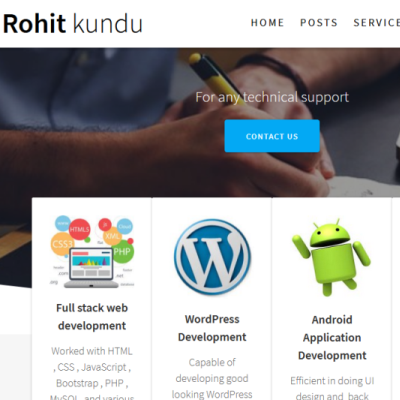 Rohit kundu
HOME POSTS SERVICE
For any technical support
CONTACT US
HTML5
XML
CSS3
PHP
Full stack web
development
Worked with HTML
, CSS , JavaScript ,
Bootstrap , PHP ,
MySQL and various
WordPress
Development
Capable of
developing good
looking WordPress
Android
Application
Development
Efficient in doing UI
design and back